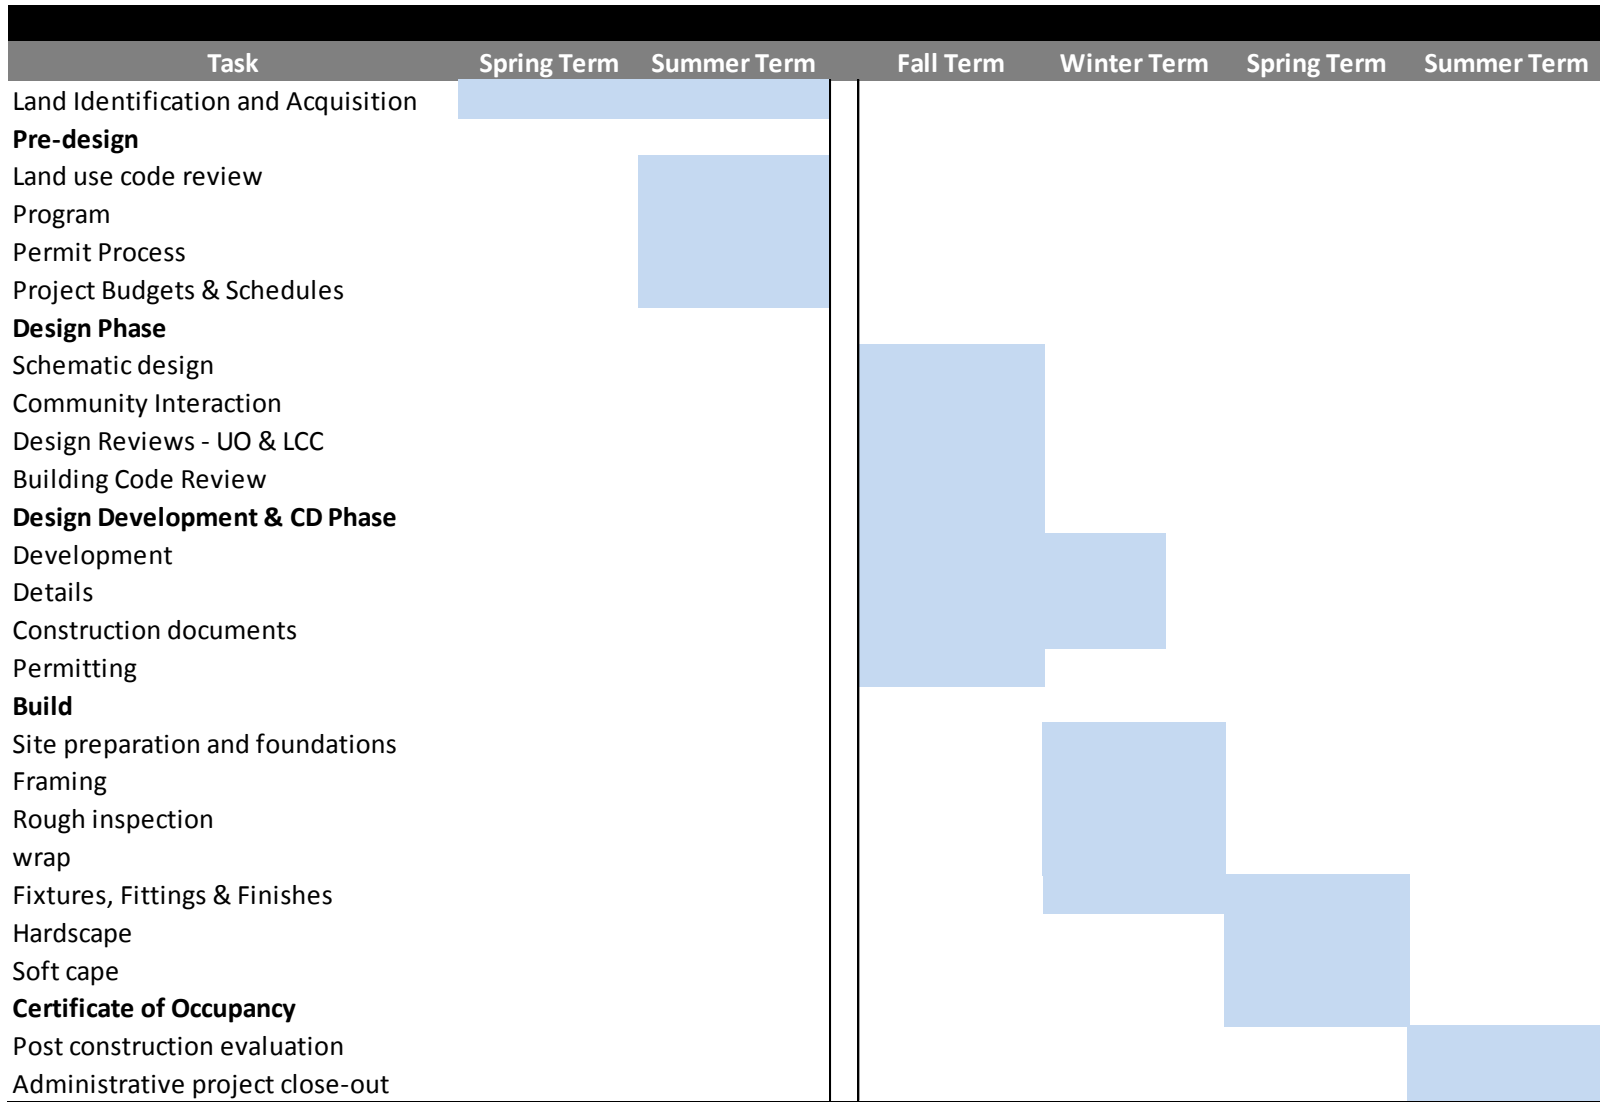 Task Spring Term Summer Term Fall Term Winter Term Spring Term Summer Term
Land Identification and Acquisition
Pre-design
Land use code review
Program
Permit Process
Project Budgets & Schedules
Design Phase
Schematic design
Community Interaction
Design Reviews - UO & LCC
Building Code Review
Design Development & CD Phase
Development
Details
Construction documents
Permitting
Build
Site preparation and foundations
Framing
Rough inspection
wrap
Fixtures, Fittings & Finishes
Hardscape
Soft cape
Certificate of Occupancy
Post construction evaluation
Administrative project close-out